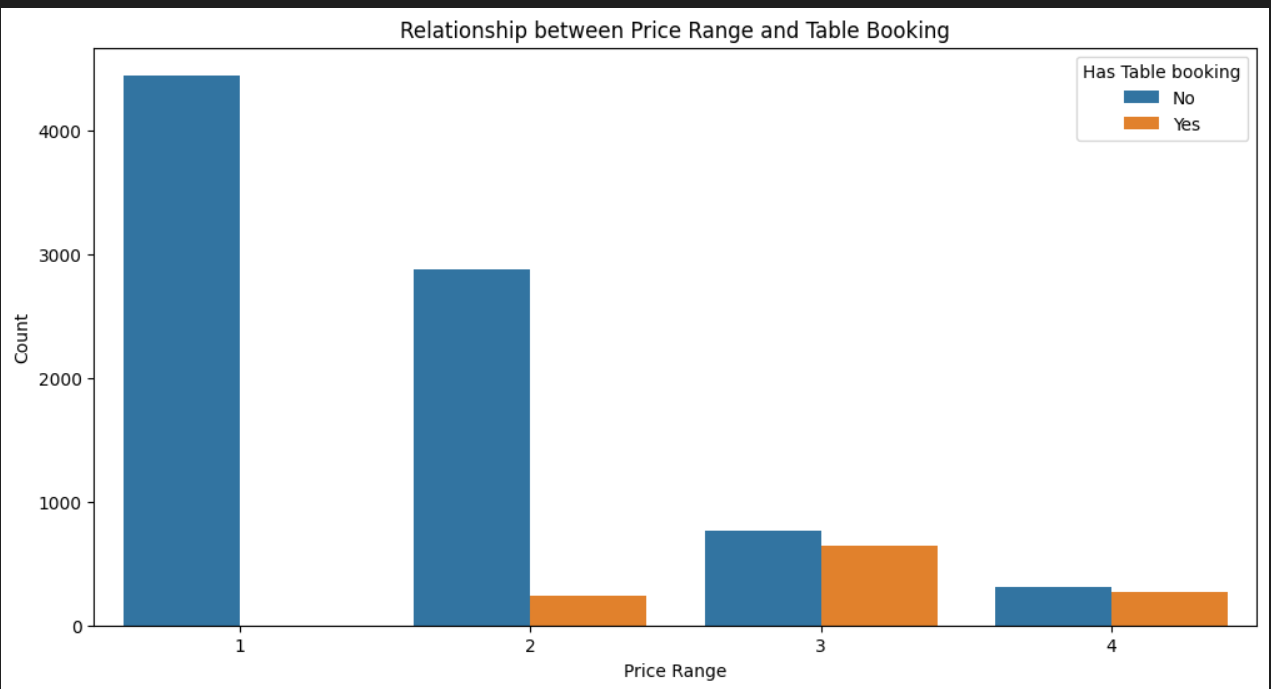 Relationship between Price Range and Table Booking
Has Table booking
No
Yes
4000
3000
2000
1000
0
Count
1 2 3 4
Price Range